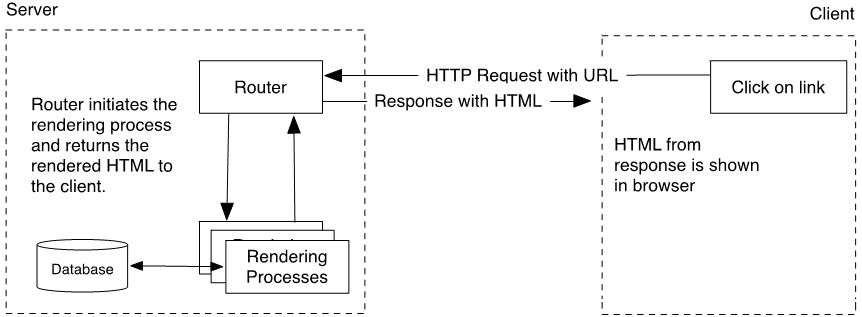 Server
Client
Router
HTTP Request with URL
Click on link
Response with HTML
Router initiates the
rendering process
and returns the
rendered HTML to
the client.
HTML from
response is shown
in browser
Database
Rendering
Processes